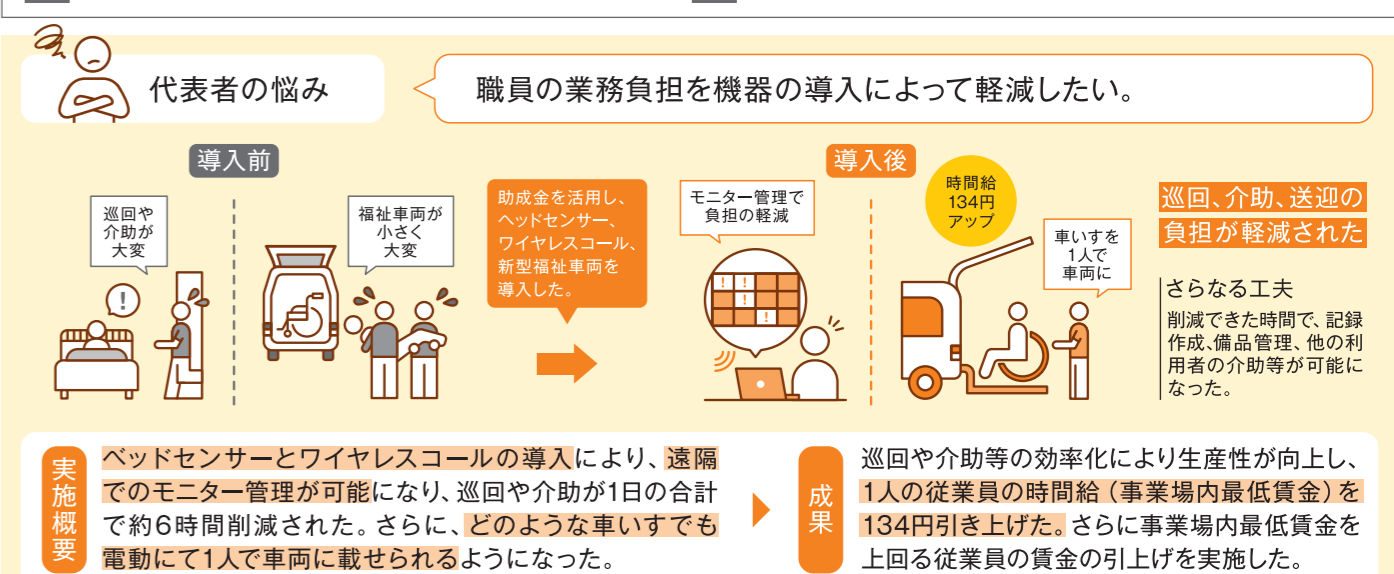 代表者の悩み
職員の業務負担を機器の導入によって軽減したい。
導入前
巡回や
介助が
大変
!
福祉車両が
小さく
大変
助成金を活用し、
ヘッドセンサー、
ワイヤレスコール、
新型福祉車両を
導入した。
導入後
モニター管理で
負担の軽減
! !
!
!
時間給
134円
アップ
車いすを
1人で
車両に
巡回、介助、送迎の
負担が軽減された
さらなる工夫
削減できた時間で、記録
作成、備品管理、他の利
用者の介助等が可能に
なった。
実施概要
ベッドセンサーとワイヤレスコールの導入により、遠隔
でのモニター管理が可能になり、巡回や介助が1日の合計
で約6時間削減された。さらに、どのような車いすでも
電動にて1人で車両に載せられるようになった。
成果
巡回や介助等の効率化により生産性が向上し、
1人の従業員の時間給(事業場内最低賃金)を
134円引き上げた。さらに事業場内最低賃金を
上回る従業員の賃金の引上げを実施した。